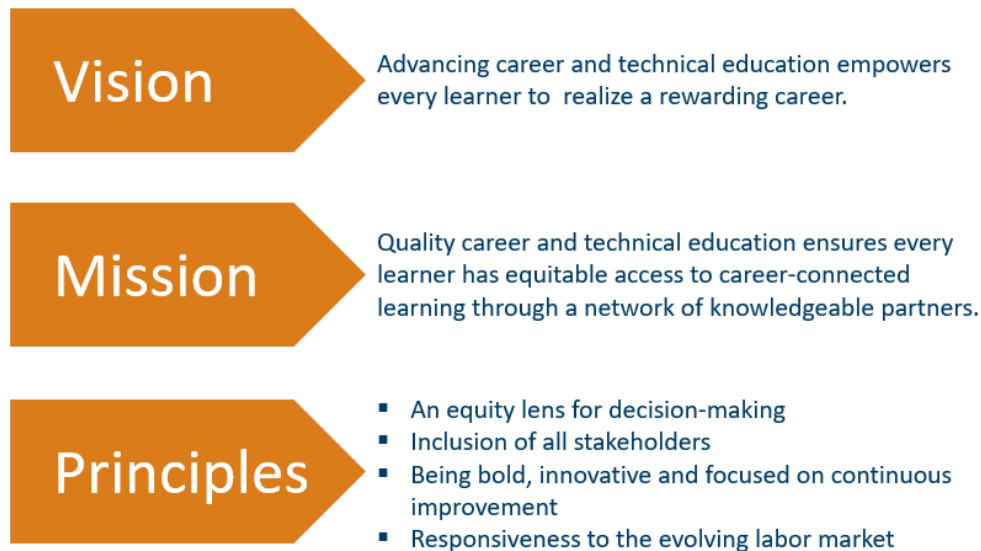 Vision
Advancing career and technical education empowers
every learner to  realize a rewarding career.
Mission
Quality career and technical education ensures every
learner has equitable access to career-connected
learning through a network of knowledgeable partners.
Principles
▪ An equity lens for decision-making
▪ Inclusion of all stakeholders
▪ Being bold, innovative and focused on continuous
improvement
▪ Responsiveness to the evolving labor market